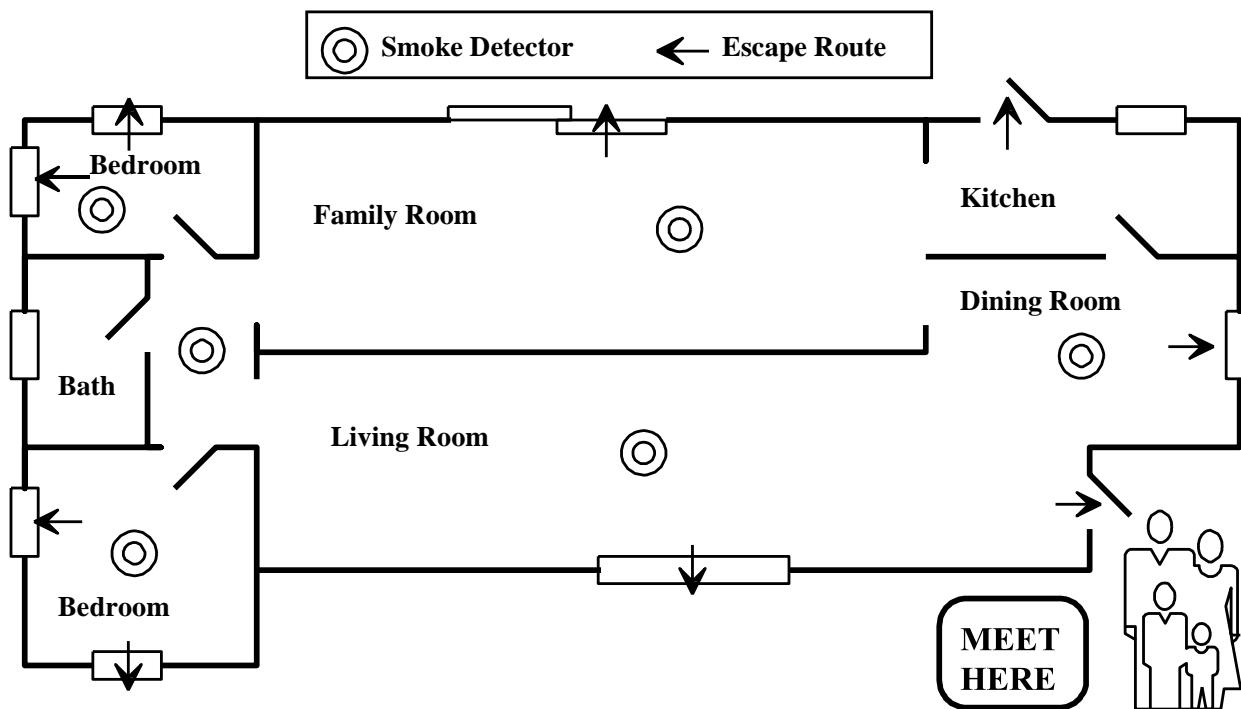 Smoke Detector
Escape Route
Bedroom
Family Room
Kitchen
Dining Room
Bath
Living Room
Bedroom
MEET
HERE